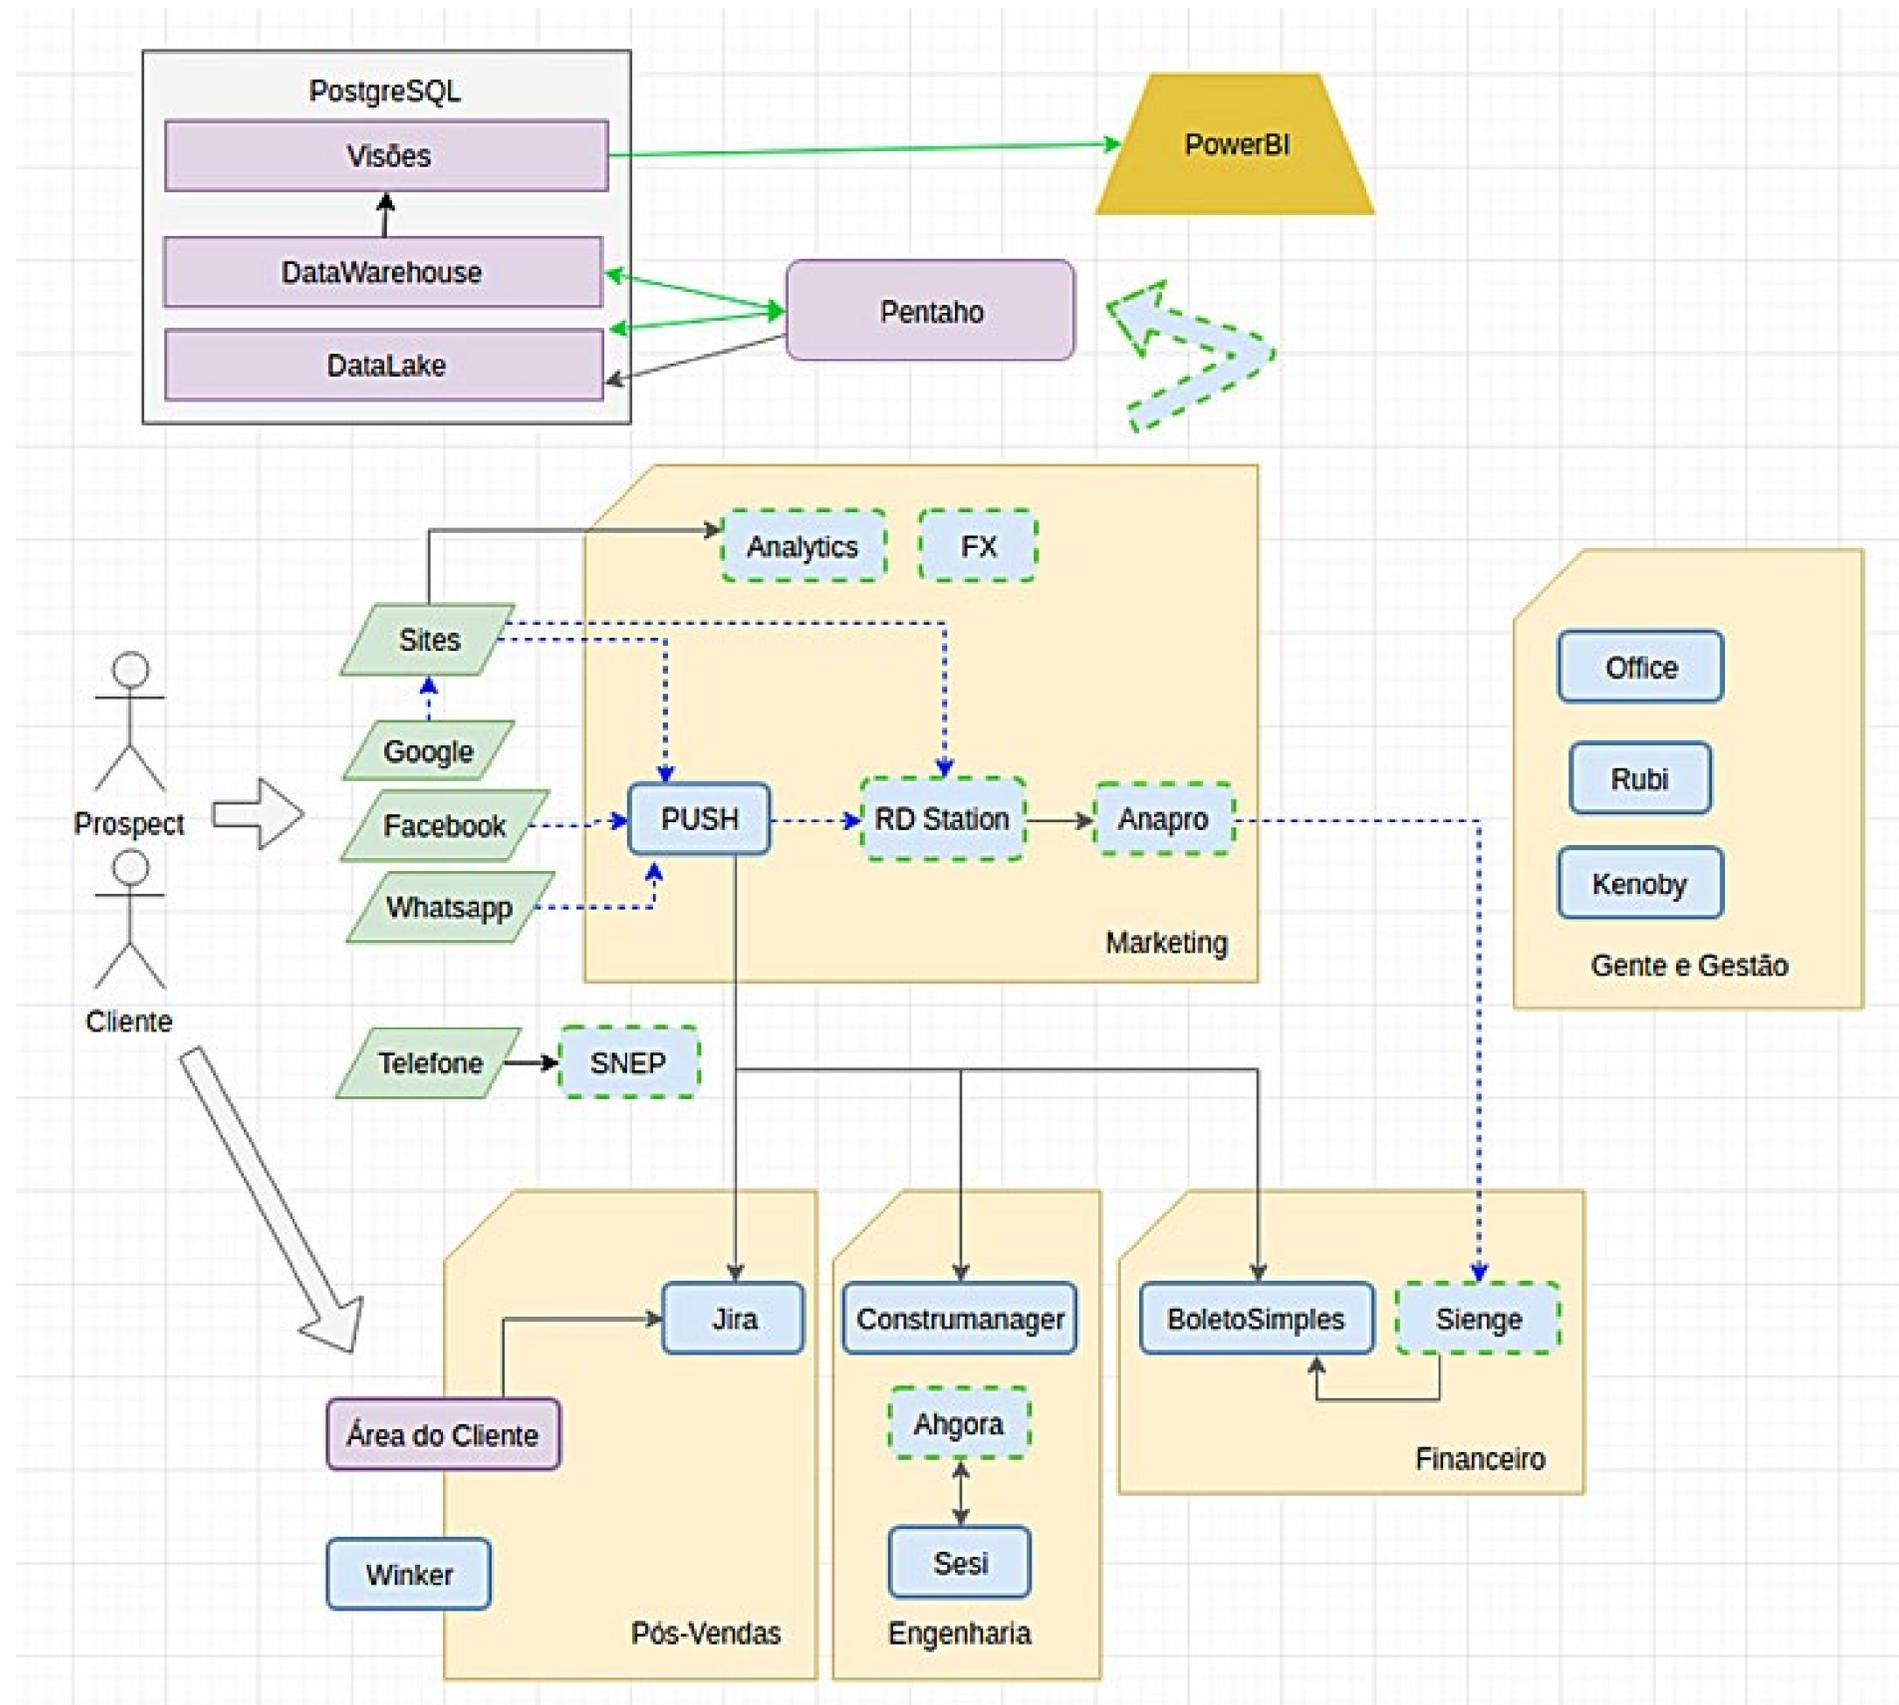 PostgreSQL
Visões
DataWarehouse
DataLake
PowerBI
Pentaho
Analytics
FX
Sites
Google
Facebook
Whatsapp
Prospect
Cliente
PUSH
RD Station
Anapro
Marketing
Office
Rubi
Kenoby
Gente e Gestão
Telefone
SNEP
Jira
Área do Cliente
Winker
Pós-Vendas
Construmanager
Ahgora
Sesi
Engenharia
BoletoSimples
Sienge
Financeiro